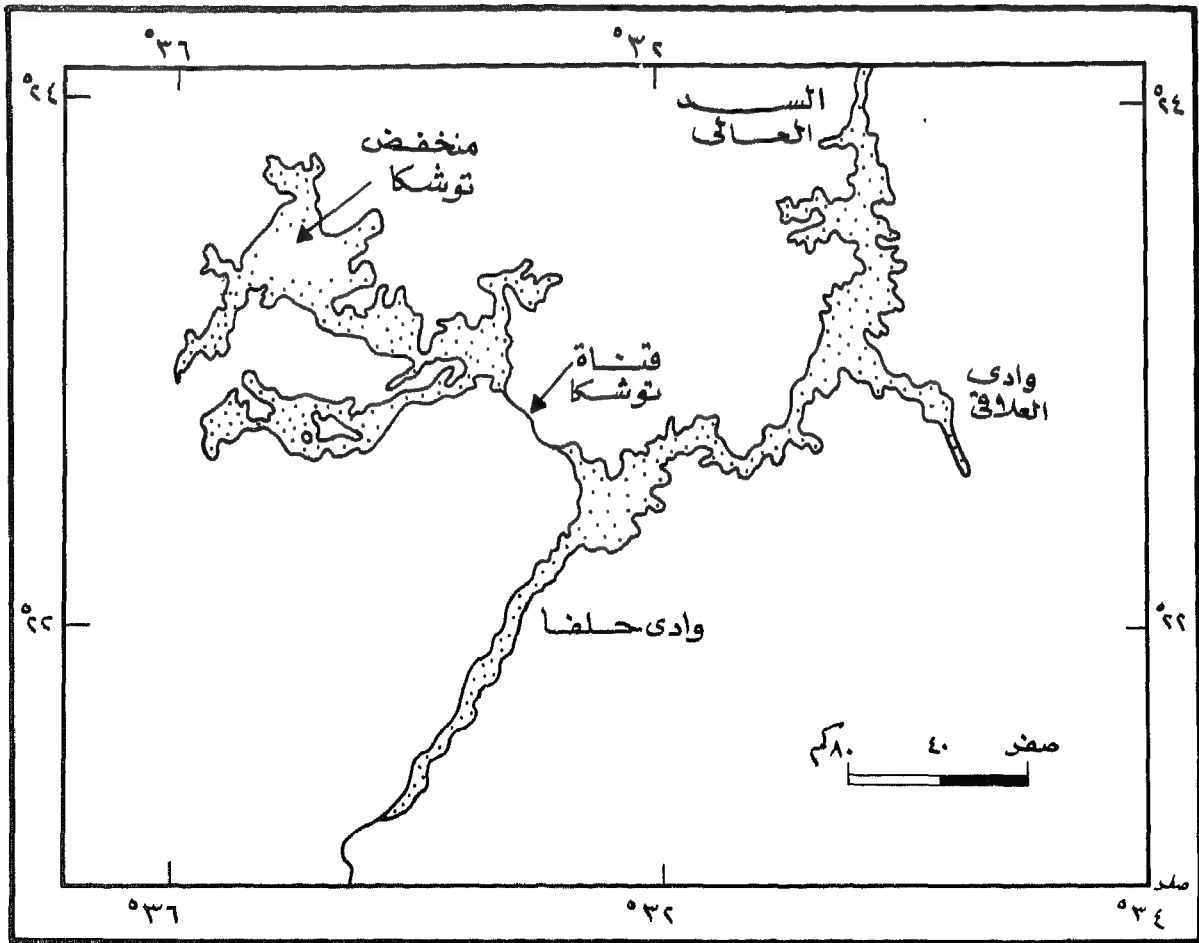 °٣٦
°٣٢
°٢٤
°٢٤
السد
العالى
منخفض
توشكا
قناة
توشكا
وادى
العلاقى
°٢٢
وادى حلفا
°٢٢
صفر
٤٠
٨٠كم
°٣٦
°٣٢
°٣٤